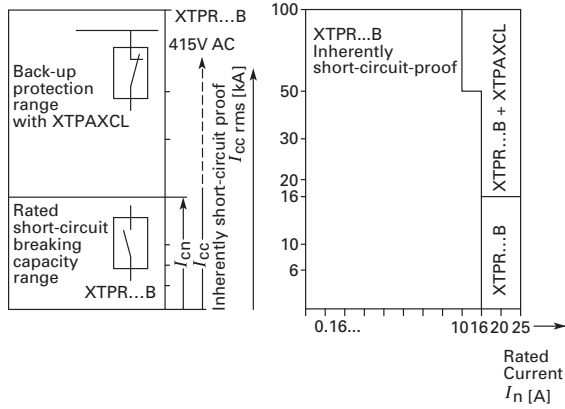 XTPR...B
415V AC
Back-up
protection
range
with XTPAXCL
Rated
short-circuit
breaking
capacity
range
XTPR...B
Icn
Icc
Inherently short-circuit proof
Icc rms [kA]
100
50
30
20
16
10
6
XTPR...B
Inherently
short-circuit-proof
XTPR...B + XTPAXCL
XTPR...B
0.16... 10 16 20 25
Rated
Current
In [A]